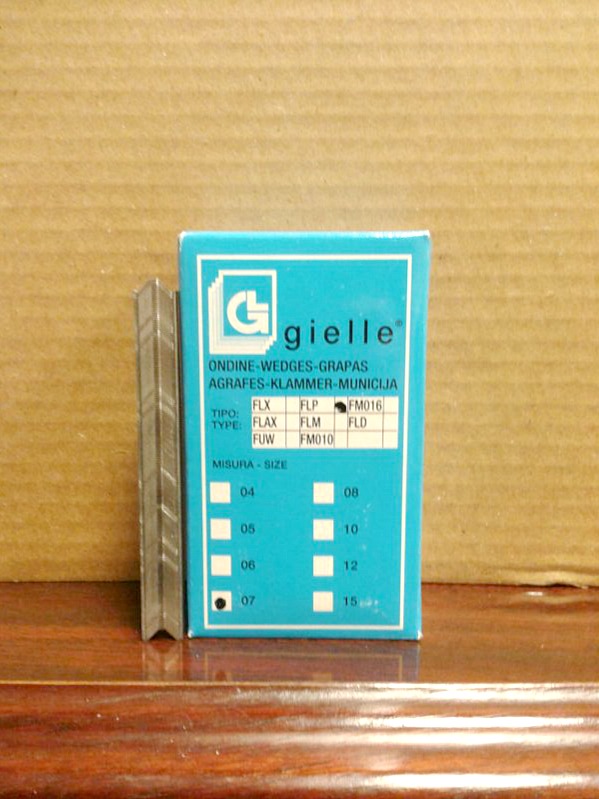 GL
gielle®
ONDINE-WEDGES-GRAPAS
AGRAFES-KLAMMER-MUNICIJA
TIPO:
TYPE:
FLX FLP FM016
FLAX FLM FLD
FUW FM010
MISURA - SIZE
04 08
05 10
06 12
07 15